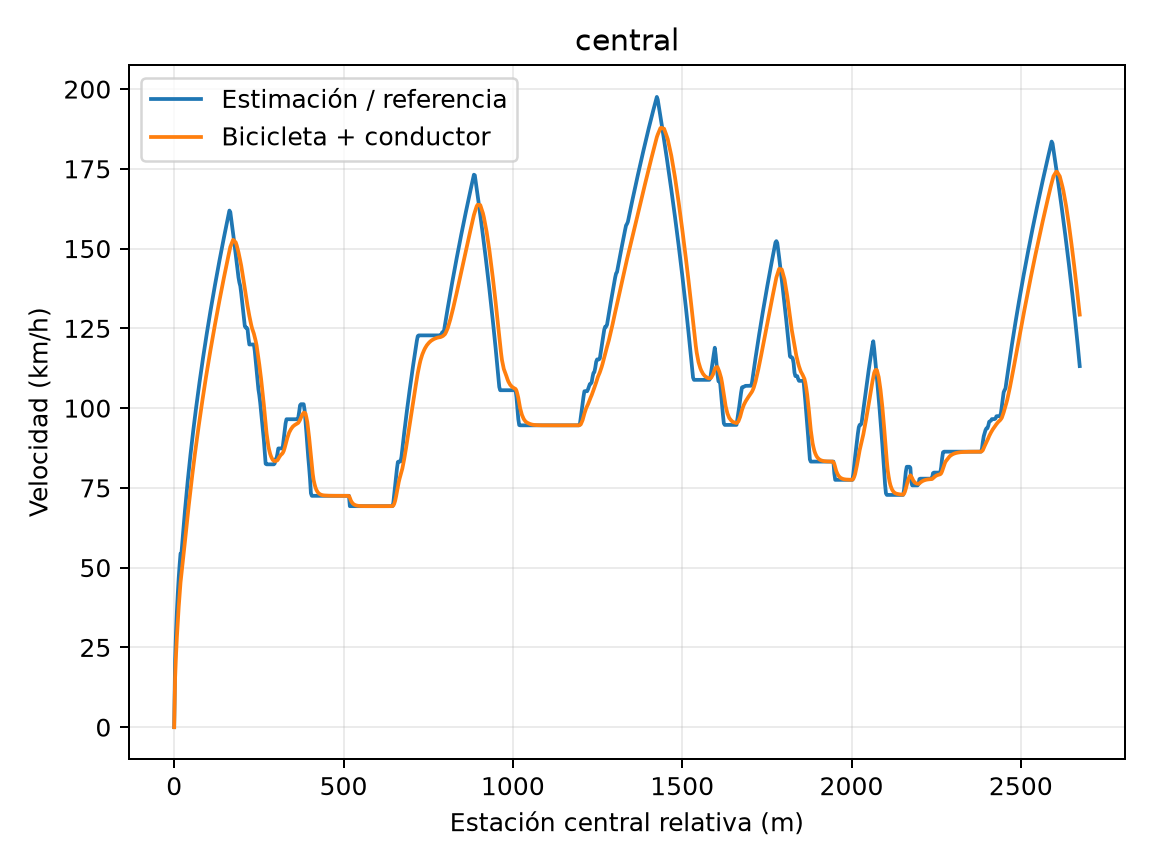 central
Estimación / referencia
Bicicleta + conductor
Velocidad (km/h)
200
175
150
125
100
75
50
25
0
0 500 1000 1500 2000 2500
Estación central relativa (m)